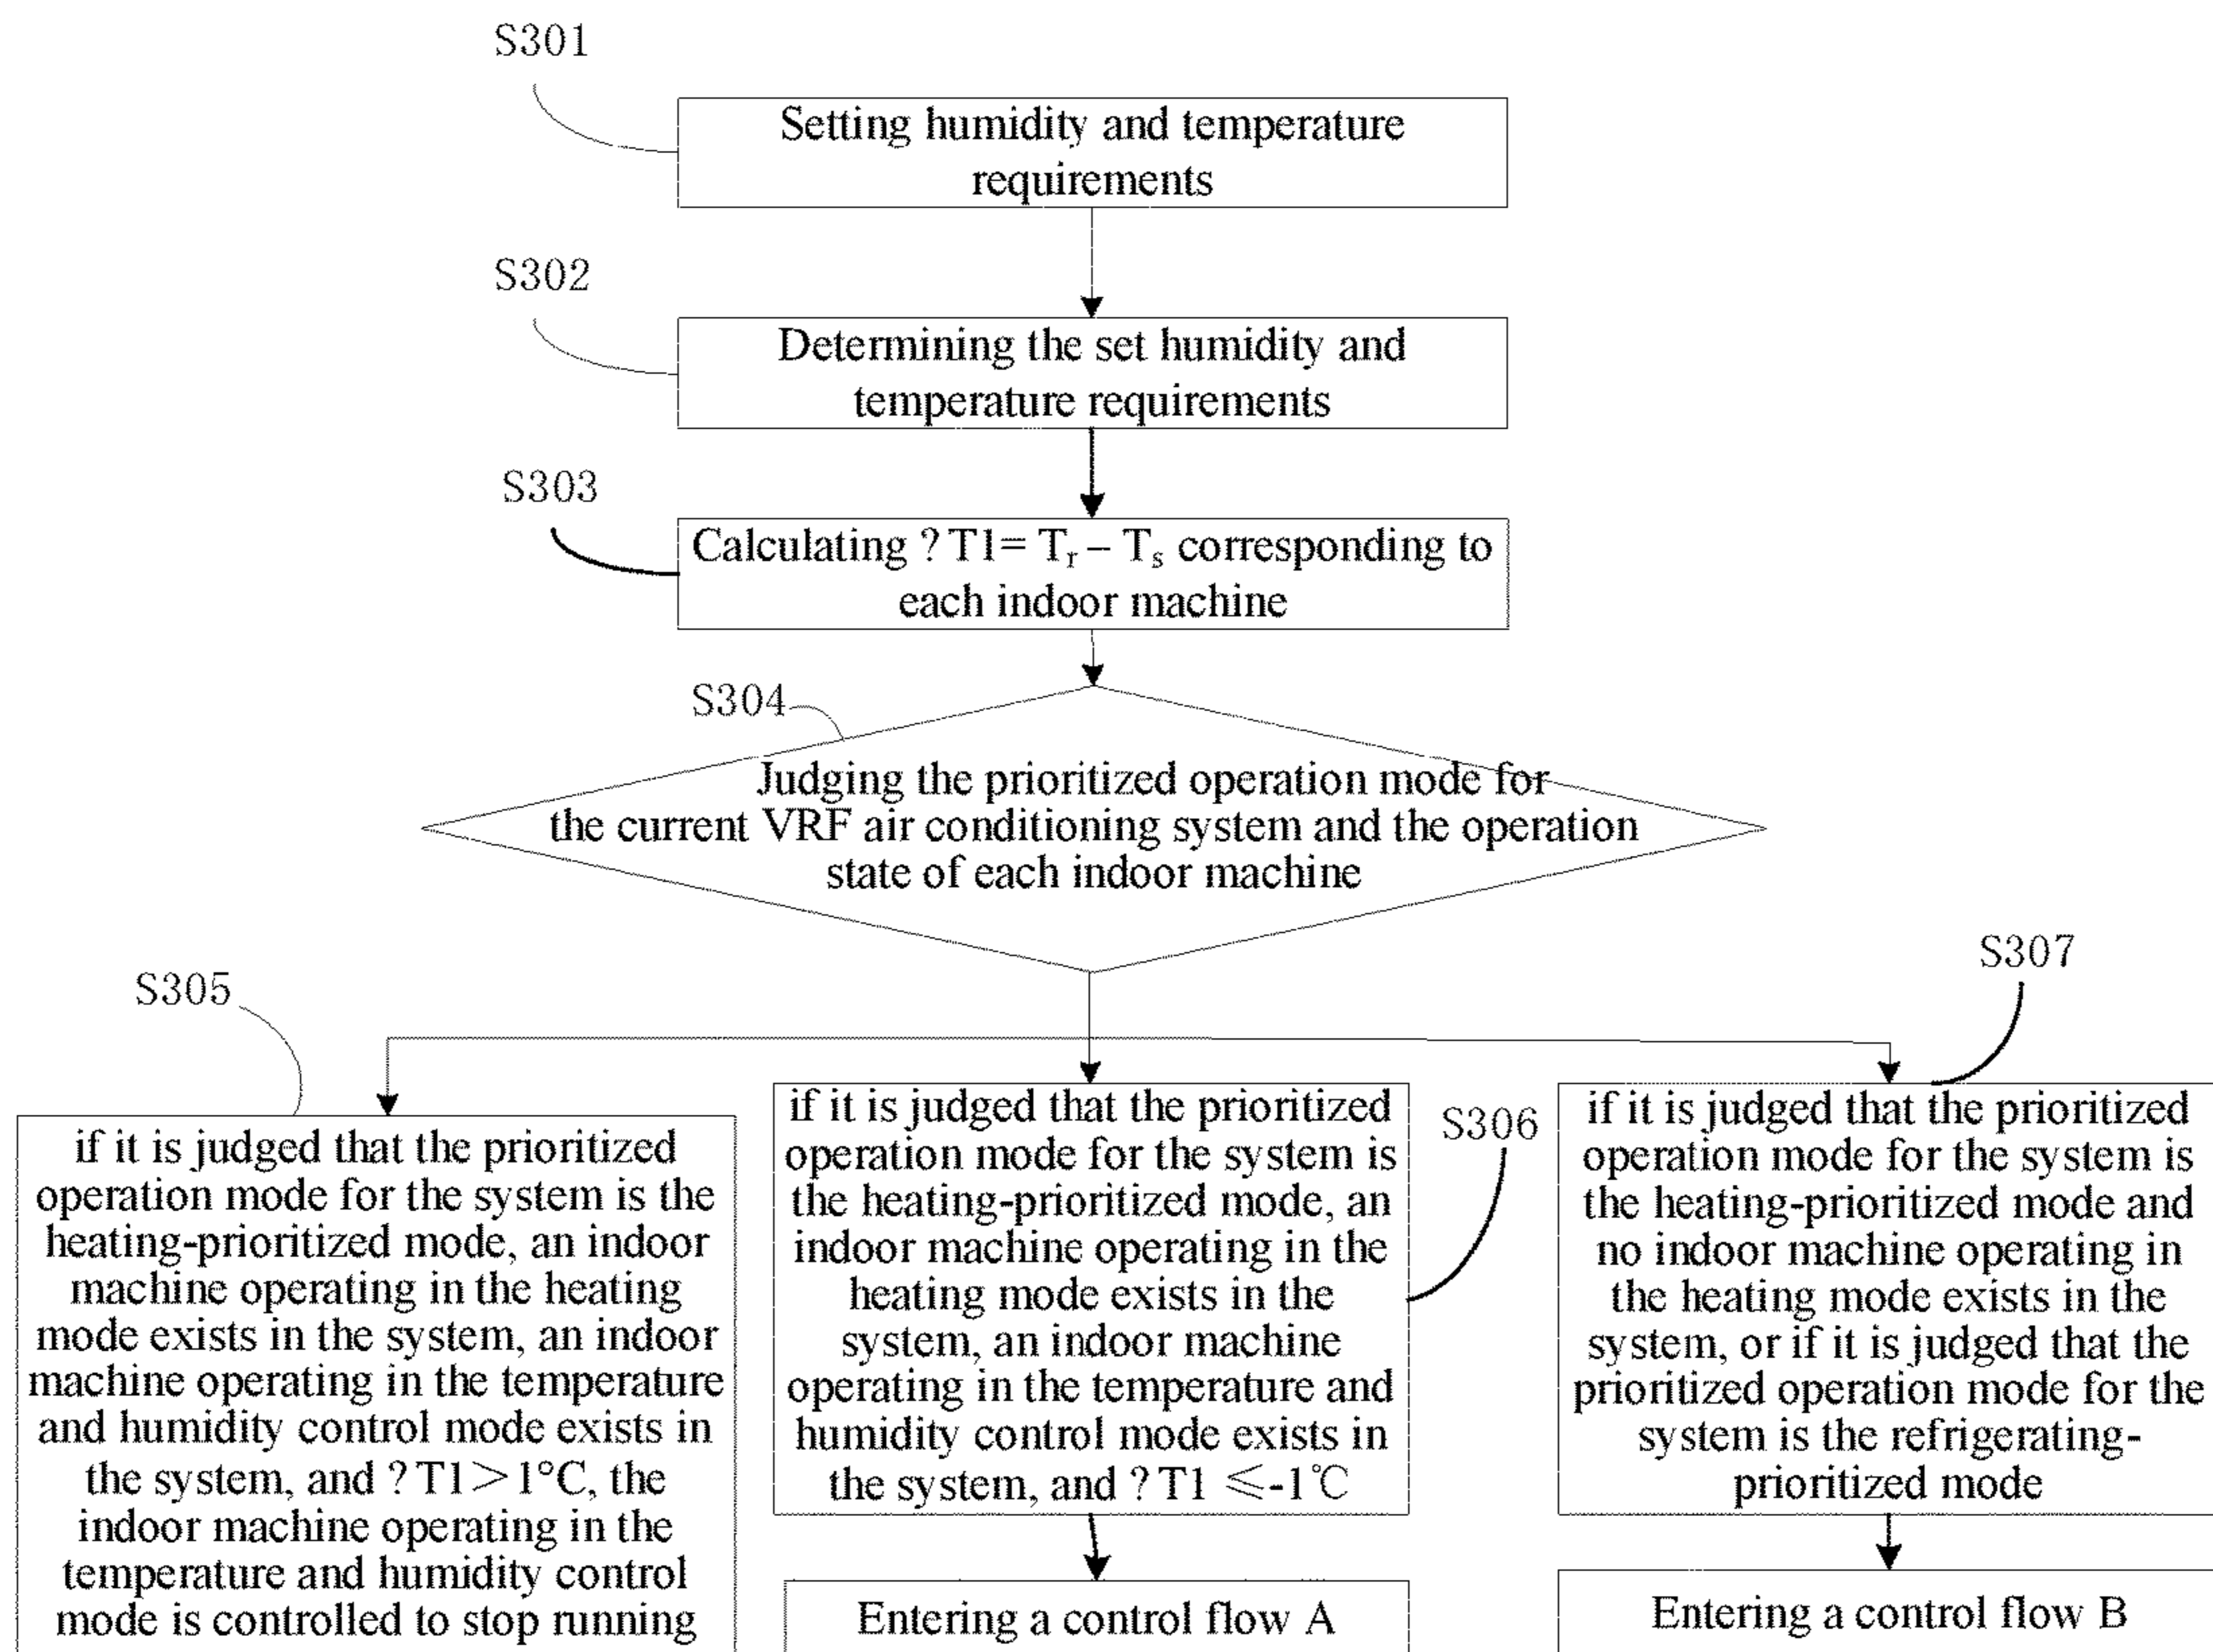 S301
Setting humidity and temperature
requirements
S302
Determining the set humidity and
temperature requirements
S303
Calculating ? T1= Tr – Ts corresponding to
each indoor machine
S304
Judging the prioritized operation mode for
the current VRF air conditioning system and the operation
state of each indoor machine
S305
if it is judged that the prioritized
operation mode for the system is the
heating-prioritized mode, an indoor
machine operating in the heating
mode exists in the system, an indoor
machine operating in the temperature
and humidity control mode exists in
the system, and ? T1＞1°C, the
indoor machine operating in the
temperature and humidity control
mode is controlled to stop running
S306
if it is judged that the prioritized
operation mode for the system is
the heating-prioritized mode, an
indoor machine operating in the
heating mode exists in the
system, an indoor machine
operating in the temperature and
humidity control mode exists in
the system, and ? T1 ≤-1℃
Entering a control flow A
S307
if it is judged that the prioritized
operation mode for the system is
the heating-prioritized mode and
no indoor machine operating in
the heating mode exists in the
system, or if it is judged that the
prioritized operation mode for the
system is the refrigerating-
prioritized mode
Entering a control flow B